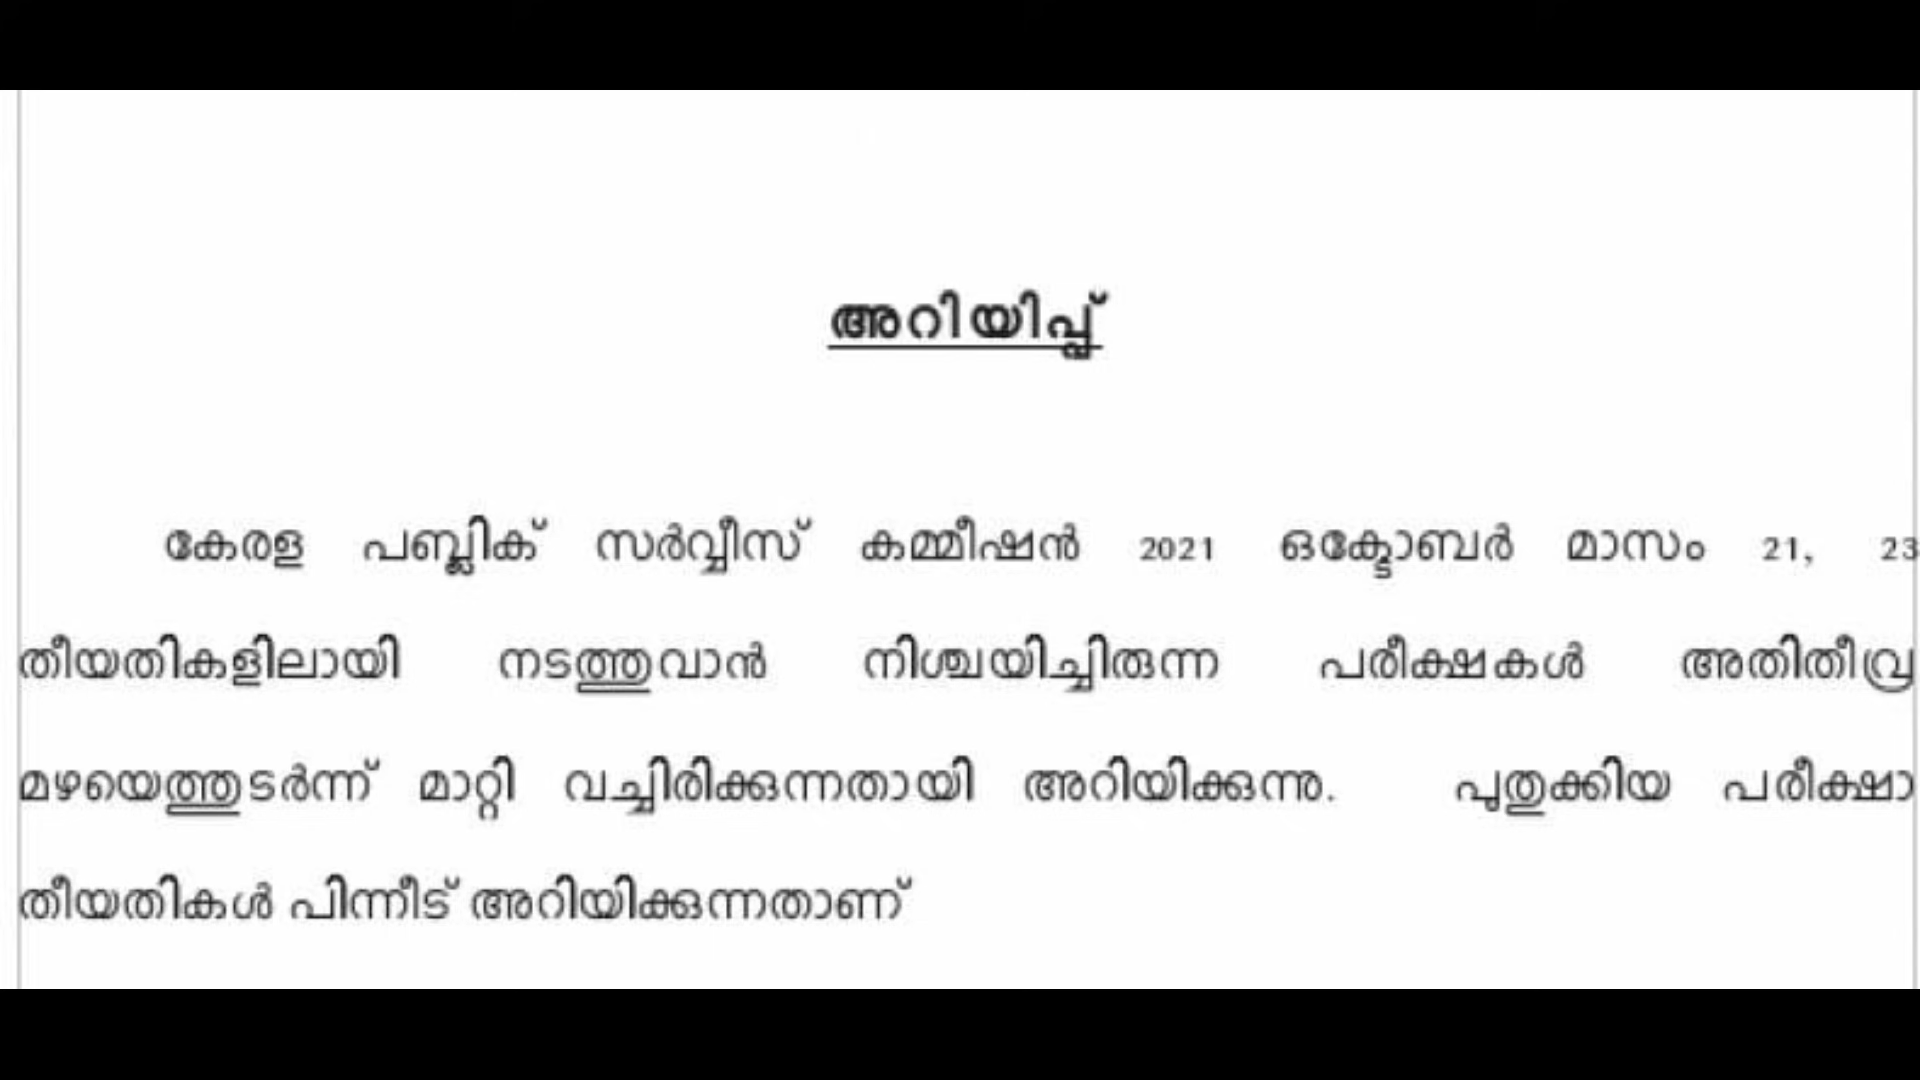 അറിയിപ്പ്
കേരള പബ്ലിക് സർവ്വീസ് കമ്മീഷൻ 2021 ഒക്ടോബർ മാസം 21, 23
തീയതികളിലായി നടത്തുവാൻ നിശ്ചയിച്ചിരുന്ന പരീക്ഷകൾ അതിതീവ്ര
മഴയെത്തുടർന്ന് മാറ്റി വച്ചിരിക്കുന്നതായി അറിയിക്കുന്നു. പുതുക്കിയ പരീക്ഷാ
തീയതികൾ പിന്നീട് അറിയിക്കുന്നതാണ്